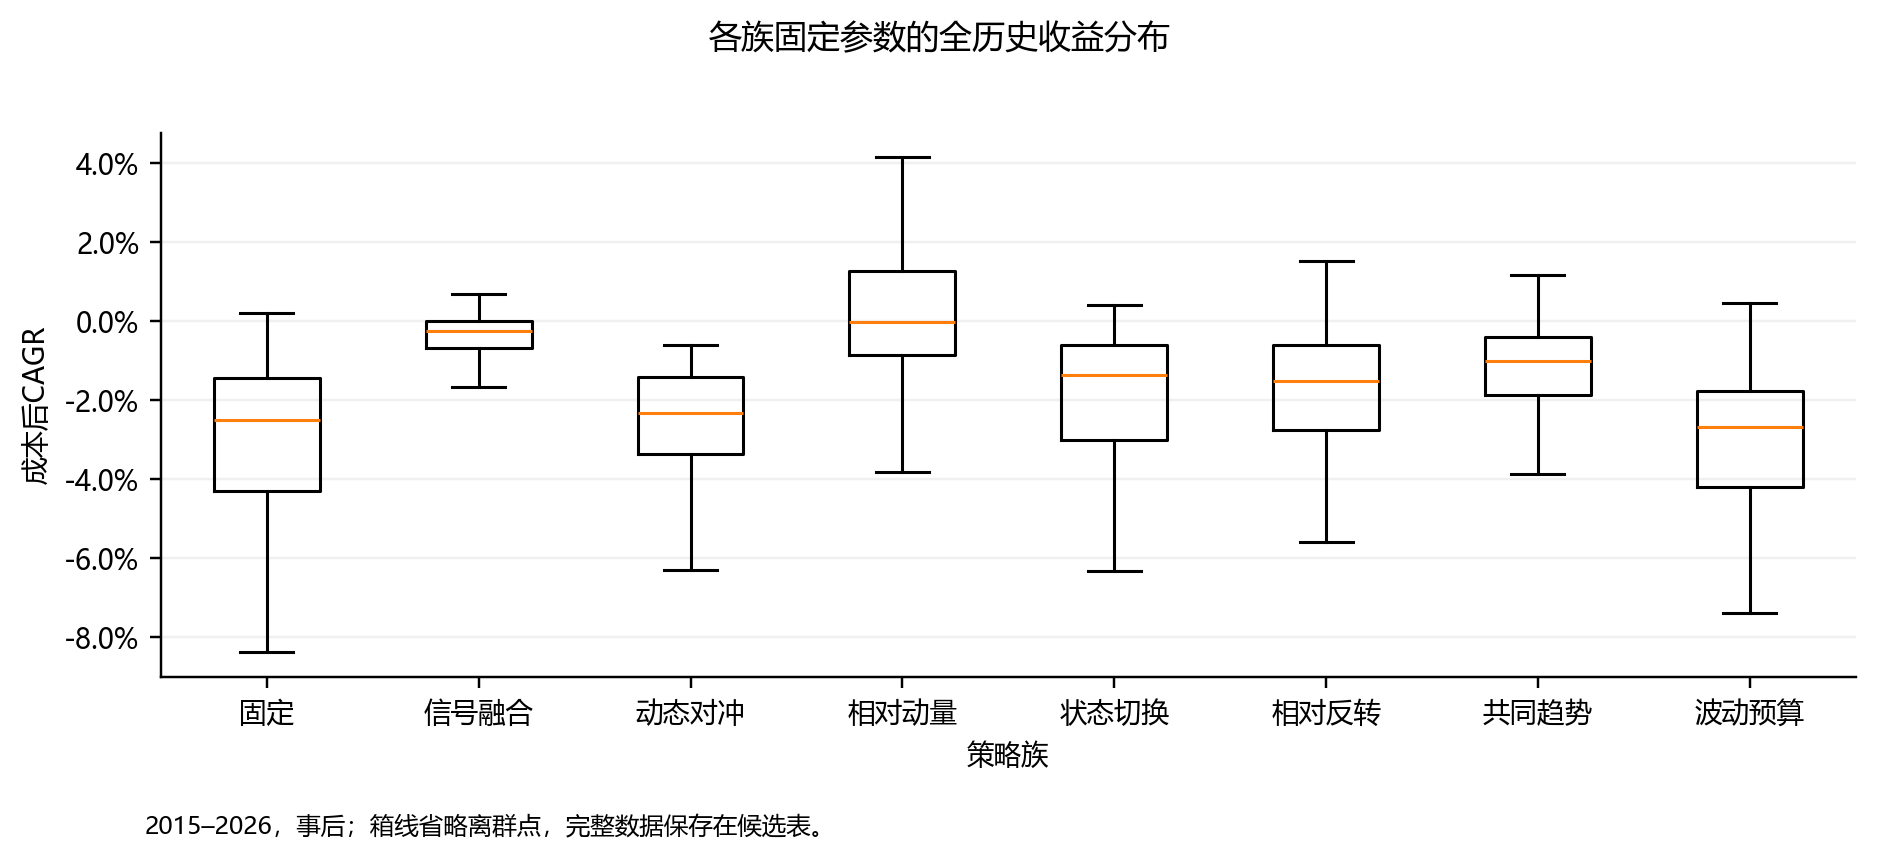 各族固定参数的全历史收益分布
成本后CAGR
4.0%
2.0%
0.0%
-2.0%
-4.0%
-6.0%
-8.0%
固定 信号融合 动态对冲 相对动量 状态切换 相对反转 共同趋势 波动预算
策略族
2015–2026，事后；箱线省略离群点，完整数据保存在候选表。